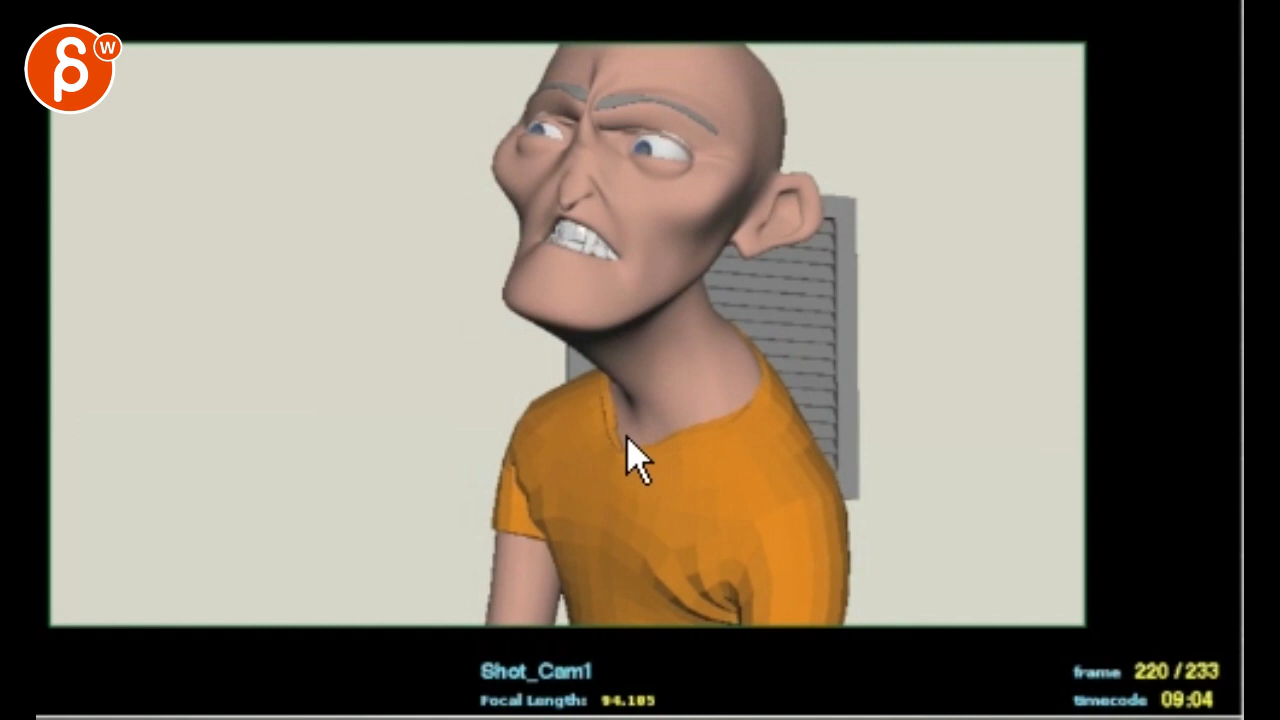 w
Shot_Cam1
Focal Length: 94.185
frame 220 / 233
timecode 09:04